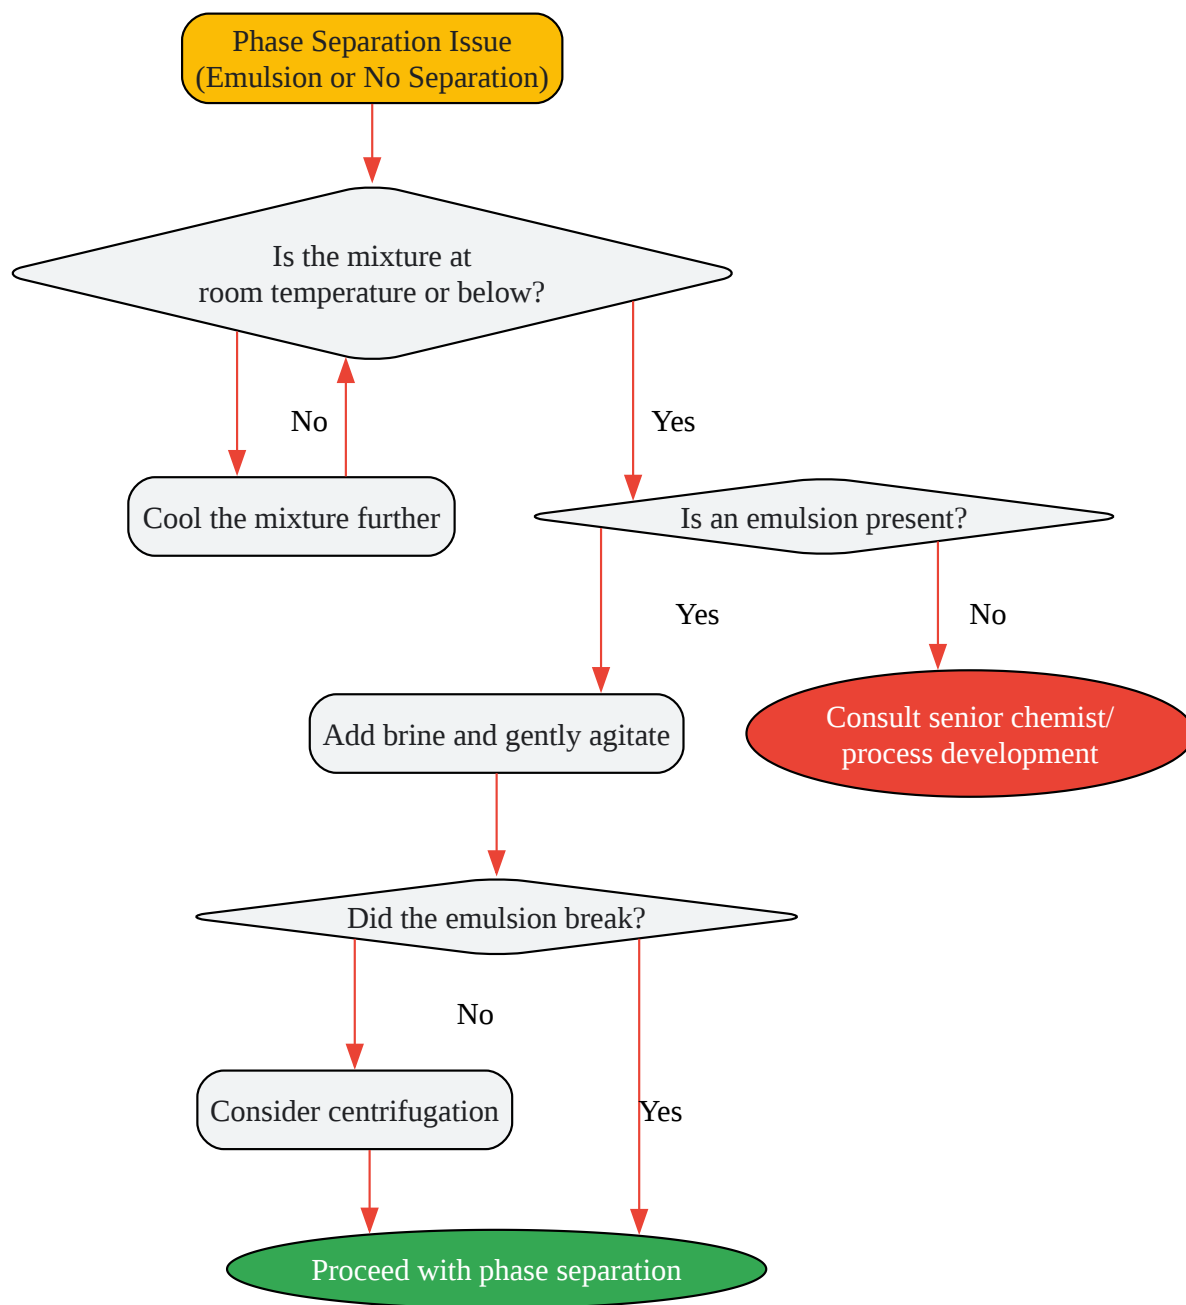 Phase Separation Issue
(Emulsion or No Separation)
Is the mixture at
room temperature or below?
No
Yes
Cool the mixture further
Is an emulsion present?
Yes
No
Add brine and gently agitate
Consult senior chemist/
process development
Did the emulsion break?
No
Consider centrifugation
Yes
Proceed with phase separation